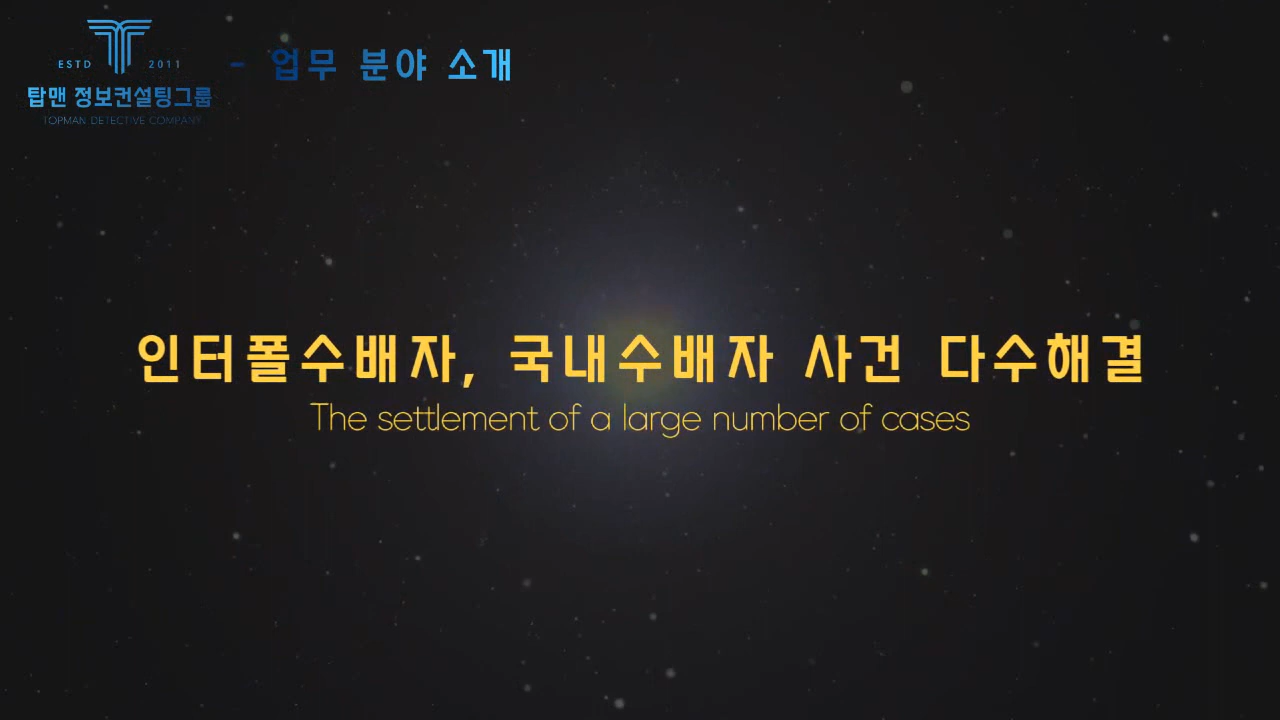 ESTD 2011
탑맨 정보컨설팅그룹
TOPMAN DETECTIVE COMPANY
- 업무 분야 소개
인터폴수배자, 국내수배자 사건 다수해결
The settlement of a large number of cases